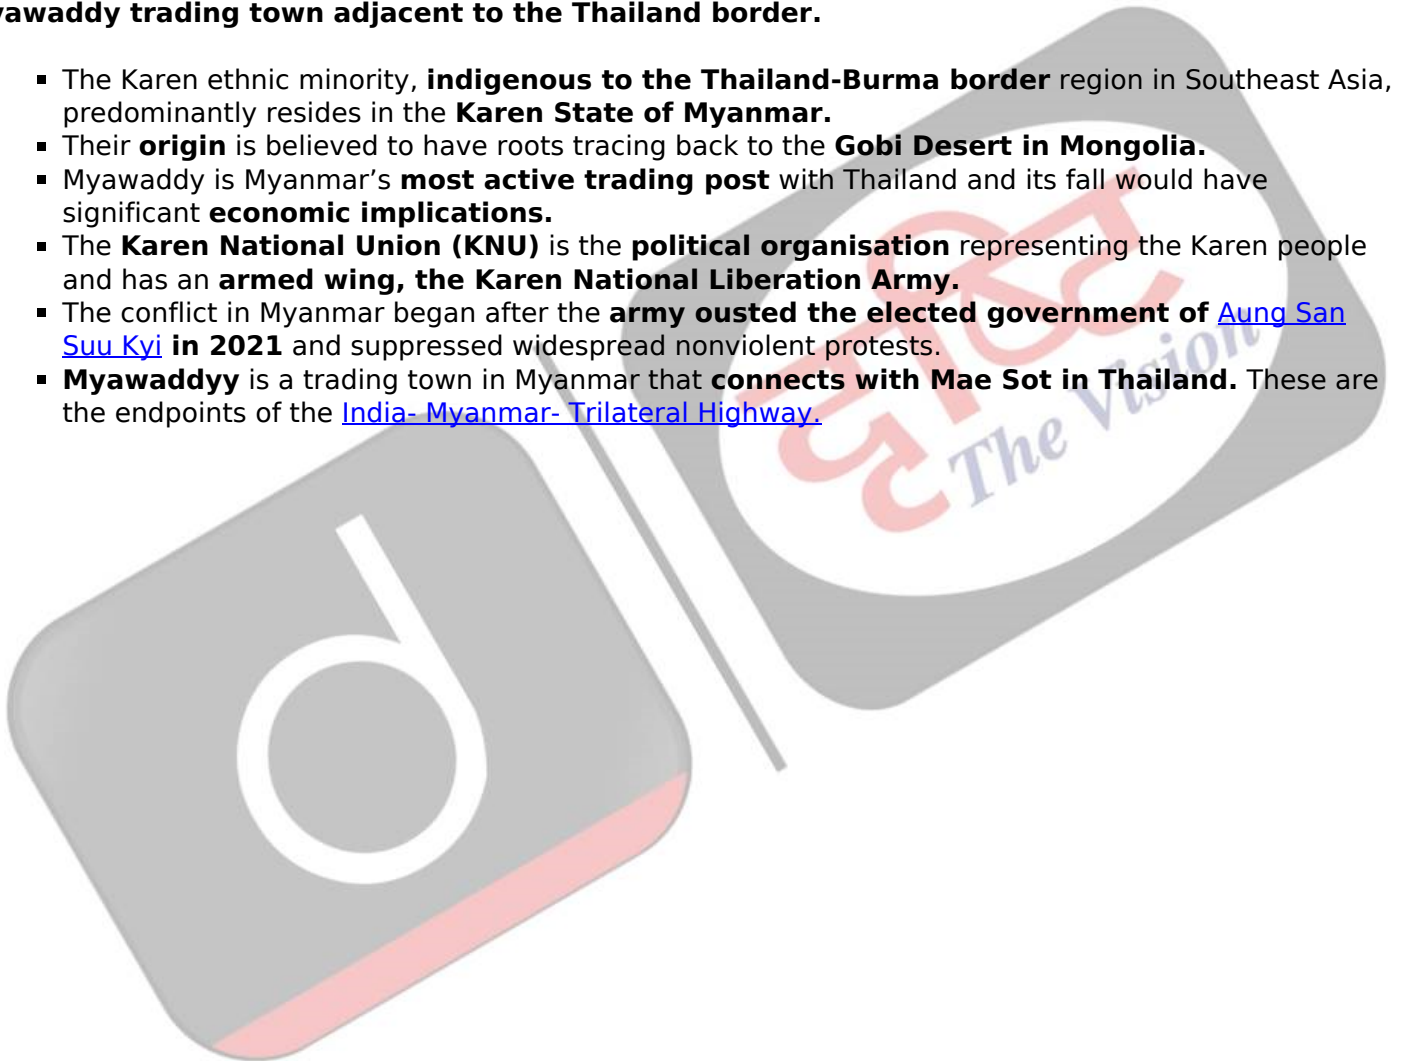 yawaddy trading town adjacent to the Thailand border.
▪ The Karen ethnic minority, indigenous to the Thailand-Burma border region in Southeast Asia,
predominantly resides in the Karen State of Myanmar.
▪ Their origin is believed to have roots tracing back to the Gobi Desert in Mongolia.
▪ Myawaddy is Myanmar’s most active trading post with Thailand and its fall would have
significant economic implications.
▪ The Karen National Union (KNU) is the political organisation representing the Karen people
and has an armed wing, the Karen National Liberation Army.
▪ The conflict in Myanmar began after the army ousted the elected government of Aung San
Suu Kyi in 2021 and suppressed widespread nonviolent protests.
▪ Myawaddyy is a trading town in Myanmar that connects with Mae Sot in Thailand. These are
the endpoints of the India- Myanmar- Trilateral Highway.
दृष्टि
The Vision
d